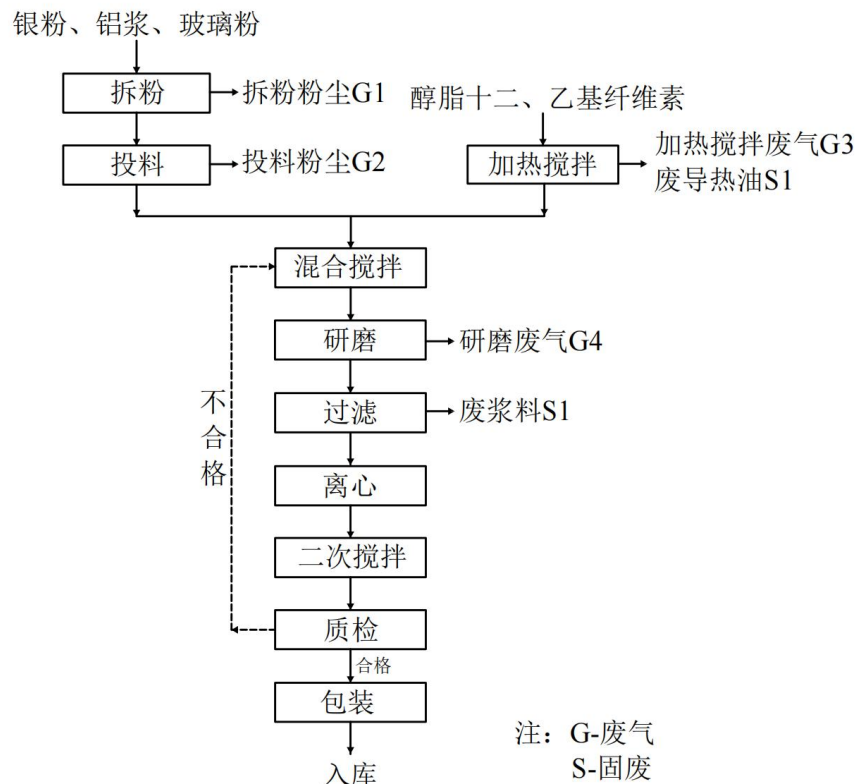 银粉、铝浆、玻璃粉
拆粉
拆粉粉尘G1
醇脂十二、乙基纤维素
投料
投料粉尘G2
加热搅拌
加热搅拌废气G3
废导热油S1
混合搅拌
研磨
研磨废气G4
不合格
过滤
废浆料S1
离心
二次搅拌
质检
合格
包装
入库
注：G-废气
S-固废